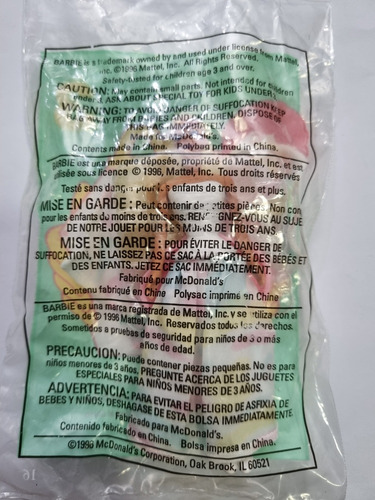 BARBIE is a trademark owned by and used under license from Mattel,
Inc. ©1996 Mattel, Inc. All Rights Reserved.
Safety-tested for children age 3 and over.
CAUTION: May contain small parts. Not intended for children
under 3. ASK ABOUT SPECIAL TOY FOR KIDS UNDER 3.
WARNING: TO AVOID DANGER OF SUFFOCATION KEEP
BAG AWAY FROM BABIES AND CHILDREN. DISPOSE OF
THIS BAG IMMEDIATELY.
Made for McDonald's.
Contents made in China. Polybag printed in China.
BARBIE est une marque déposée, propriété de Mattel, Inc. et est
utilisée sous licence © 1996, Mattel, Inc. Tous droits réservés
Testé sans danger pour les enfants de trois ans et plus.
MISE EN GARDE : Peut contenir de petites pièces. Non con
pour les enfants de moins de trois ans. RENSEIGNEZ-VOUS AU SUJE
DE NOTRE JOUET POUR LES MOINS DE TROIS ANS
MISE EN GARDE : POUR ÉVITER LE DANGER DE
SUFFOCATION, NE LAISSEZ PAS CE SAC À LA PORTÉE DES BÉBÉS ET
DES ENFANTS. JETEZ CE SAC IMMÉDIATEMENT.
Fabriqué pour McDonald's
Contenu fabriqué en Chine Polysac imprimé en Chine
BARBIE es una marca registrada de Mattel, Inc. y se utiliza con el
permiso de © 1996 Mattel, Inc. Reservados todos los derechos.
Sometidos a pruebas de seguridad para niños de 3 o más
años de edad.
PRECAUCION: Puede contener piezas pequeñas. No es para
niños menores de 3 años. PREGUNTE ACERCA DE LOS JUGUETES
ESPECIALES PARA NIÑOS MENORES DE 3 AÑOS.
ADVERTENCIA: PARA EVITAR EL PELIGRO DE ASFIXIA DE
BEBES Y NIÑOS, DESHAGASE DE ESTA BOLSA IMMEDIATAMENTE.
Fabricado para McDonald's.
Contenido fabricado en China. Bolsa impresa en China.
©1996 McDonald's Corporation, Oak Brook, IL 60521